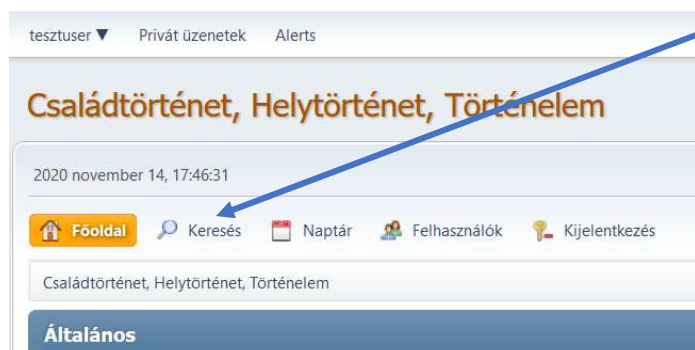 tesztuser ▼ Privát üzenetek Alerts
Családtörténet, Helytörténet, Történelem
2020 november 14, 17:46:31
Főoldal Keresés Naptár Felhasználók Kijelentkezés
Családtörténet, Helytörténet, Történelem
Általános